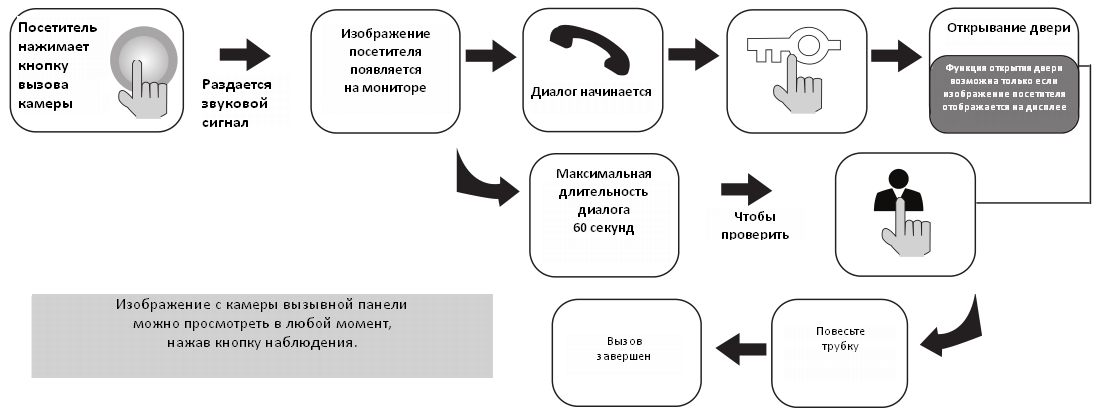 Посетитель
нажимает
кнопку
вызова
камеры
Раздается
звуковой
сигнал
Изображение
посетителя
появляется
на мониторе
Диалог начинается
Открывание двери
Функция открытия двери
возможна только если
изображение посетителя
отображается на дисплее
Максимальная
длительность
диалога
60 секунд
Чтобы
проверить
Изображение с камеры вызывной панели
можно просмотреть в любой момент,
нажав кнопку наблюдения.
Повесьте
трубку
Вызов
завершен